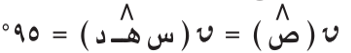 ن (ص^) = ن (س هـ^ د) = ٩٥°